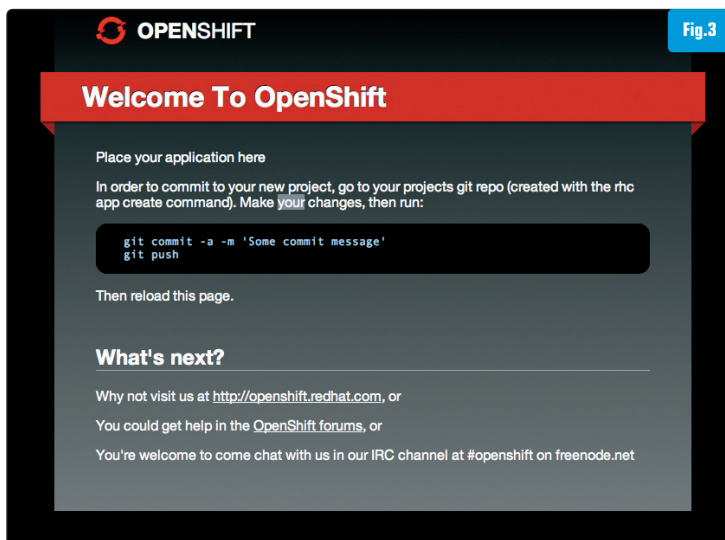 OPENSHIFT
Fig.3
Welcome To OpenShift
Place your application here
In order to commit to your new project, go to your projects git repo (created with the rhc
app create command). Make your changes, then run:
git commit -a -m 'Some commit message'
git push
Then reload this page.
What's next?
Why not visit us at http://openshift.redhat.com, or
You could get help in the OpenShift forums, or
You're welcome to come chat with us in our IRC channel at #openshift on freenode.net